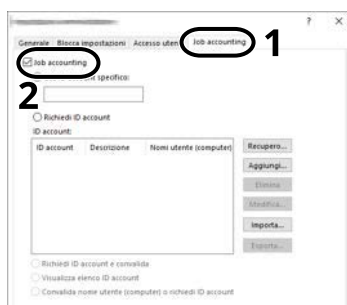 ? ×
Generale Blocca impostazioni Accesso uten Job accounting 1
Job accounting
2
specifico:
Richiedi ID account
ID account:
ID account Descrizione Nomi utente (computer)
Recupero...
Aggiungi...
Elimina
Modifica...
Importa...
Esporta...
Richiedi ID account e convalida
Visualizza elenco ID account
Convalida nome utente (computer) o richiedi ID account